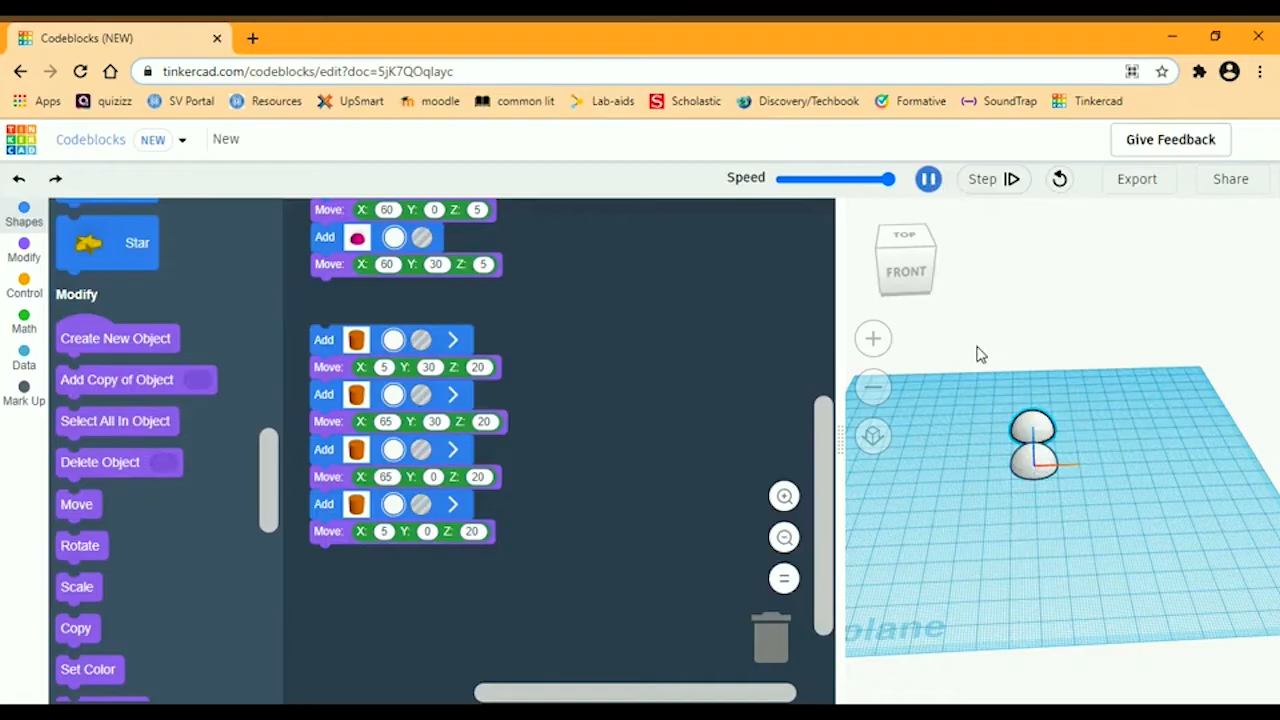 Codeblocks (NEW)
tinkercad.com/codeblocks/edit?doc=5jK7QOqlayc
Apps quizizz SV Portal Resources UpSmart moodle common lit Lab-aids Scholastic Discovery/Techbook Formative SoundTrap Tinkercad
TIN
KER
CAD
Codeblocks NEW New Give Feedback
Speed Step Export Share
Shapes
Modify
Control
Math
Data
Mark Up
Star
Modify
Create New Object
Add Copy of Object
Select All In Object
Delete Object
Move
Rotate
Scale
Copy
Set Color
Move: X: 60 Y: 0 Z: 5
Add
Move: X: 60 Y: 30 Z: 5
Add
Move: X: 5 Y: 30 Z: 20
Add
Move: X: 65 Y: 30 Z: 20
Add
Move: X: 65 Y: 0 Z: 20
Add
Move: X: 5 Y: 0 Z: 20
TOP
FRONT
plane